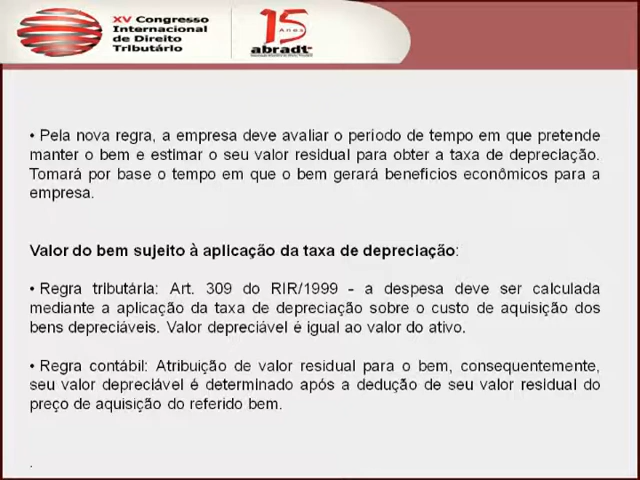 XV Congresso
Internacional
de Direito
Tributário
15
Anos
abradt
• Pela nova regra, a empresa deve avaliar o período de tempo em que pretende
manter o bem e estimar o seu valor residual para obter a taxa de depreciação.
Tomará por base o tempo em que o bem gerará benefícios econômicos para a
empresa.
Valor do bem sujeito à aplicação da taxa de depreciação:
• Regra tributária: Art. 309 do RIR/1999 - a despesa deve ser calculada
mediante a aplicação da taxa de depreciação sobre o custo de aquisição dos
bens depreciáveis. Valor depreciável é igual ao valor do ativo.
• Regra contábil: Atribuição de valor residual para o bem, consequentemente,
seu valor depreciável é determinado após a dedução de seu valor residual do
preço de aquisição do referido bem.
.